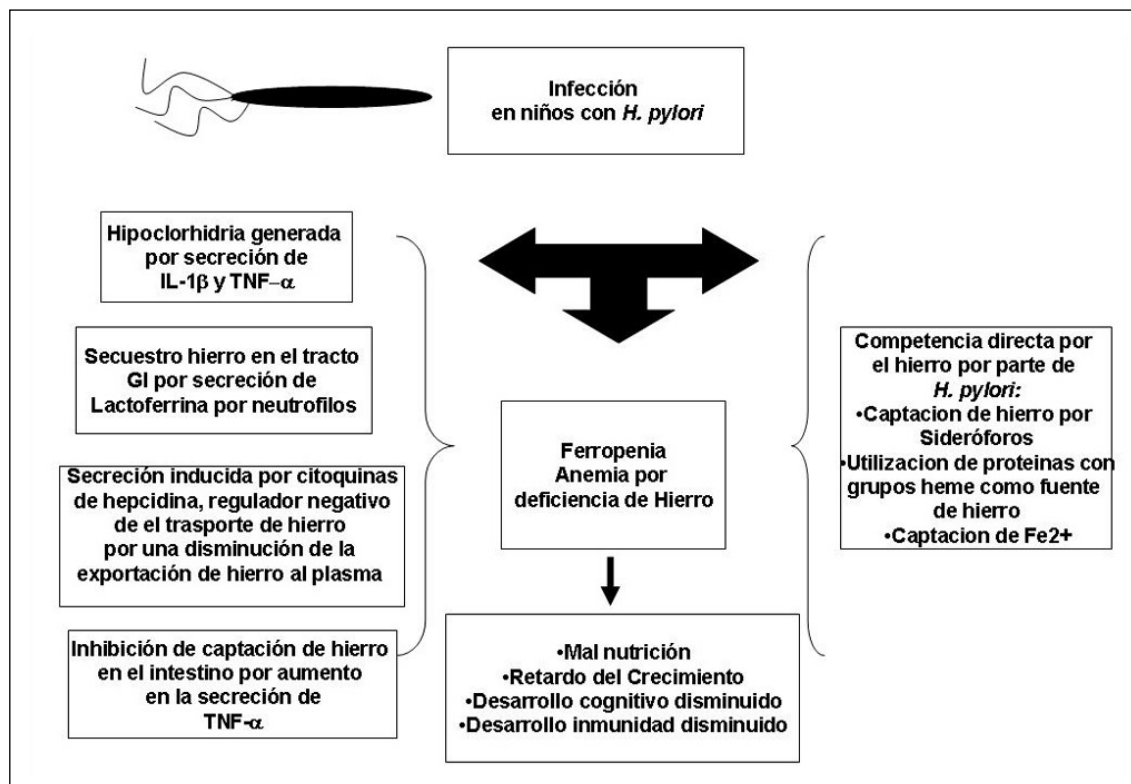 Infección
en niños con H. pylori
Hipoclorhidria generada
por secreción de
IL-1β y TNF-α
Secuestro hierro en el tracto
GI por secreción de
Lactoferrina por neutrofilos
Secreción inducida por citoquinas
de hepcidina, regulador negativo
de el trasporte de hierro
por una disminución de la
exportación de hierro al plasma
Inhibición de captación de hierro
en el intestino por aumento
en la secreción de
TNF-α
Ferropenia
Anemia por
deficiencia de Hierro
•Mal nutrición
•Retardo del Crecimiento
•Desarrollo cognitivo disminuido
•Desarrollo inmunidad disminuido
Competencia directa por
el hierro por parte de
H. pylori:
•Captacion de hierro por
Sideróforos
•Utilizacion de proteinas con
grupos heme como fuente
de hierro
•Captacion de Fe2+